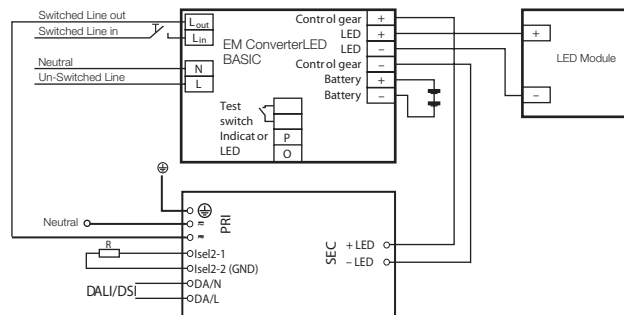 Switched Line out
Switched Line in
Neutral
Un-Switched Line
Lout
Lin
N
L
EM ConverterLED
BASIC
Control gear +
LED +
LED −
Control gear −
Battery +
Battery −
Test
switch
Indicat or
LED
P
O
+
LED Module
−
Neutral
PRI
R
Isel2-1
Isel2-2 (GND)
DALI/DSI
DA/N
DA/L
SEC
+ LED
− LED